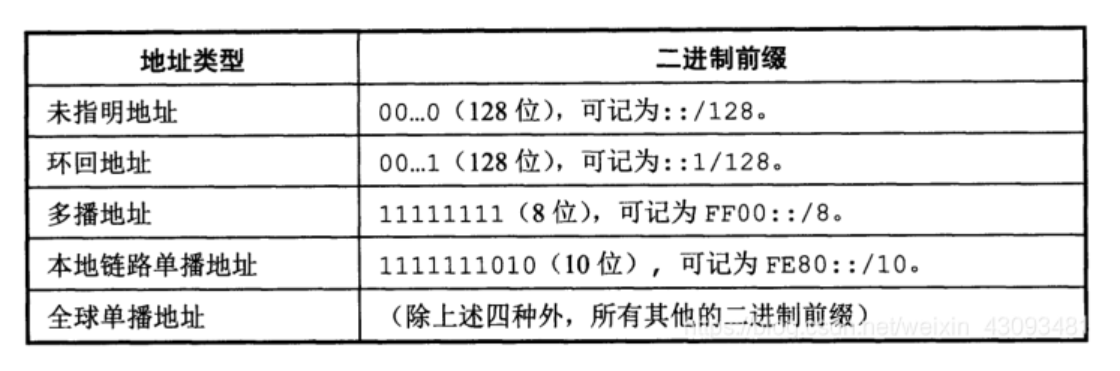 地址类型 二进制前缀
未指明地址 00…0（128 位），可记为::/128。
环回地址 00…1（128 位），可记为::1/128。
多播地址 11111111（8 位），可记为 FF00::/8。
本地链路单播地址 1111111010（10 位），可记为 FE80::/10。
全球单播地址 （除上述四种外，所有其他的二进制前缀）
https://blog.csdn.net/weixin_43093481